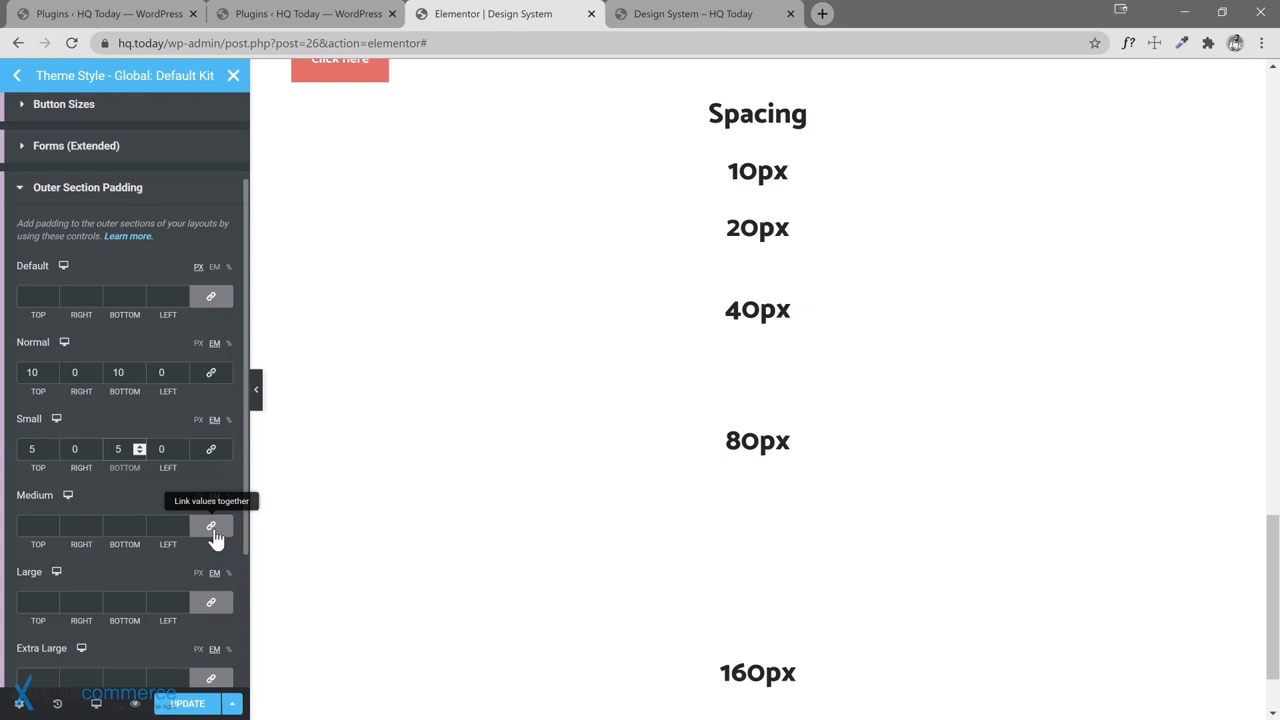 Plugins ‹ HQ Today — WordPress
Plugins ‹ HQ Today — WordPress
Elementor | Design System
Design System – HQ Today
hq.today/wp-admin/post.php?post=26&action=elementor#
Theme Style - Global: Default Kit
Button Sizes
Forms (Extended)
Outer Section Padding
Add padding to the outer sections of your layouts by
using these controls. Learn more.
Default PX EM %
TOP RIGHT BOTTOM LEFT
Normal PX EM %
10 0 10 0
TOP RIGHT BOTTOM LEFT
Small PX EM %
5 0 5 0
TOP RIGHT BOTTOM LEFT
Medium
Link values together
TOP RIGHT BOTTOM LEFT
Large PX EM %
TOP RIGHT BOTTOM LEFT
Extra Large PX EM %
commerce
UPDATE
Click here
Spacing
10px
20px
40px
80px
160px